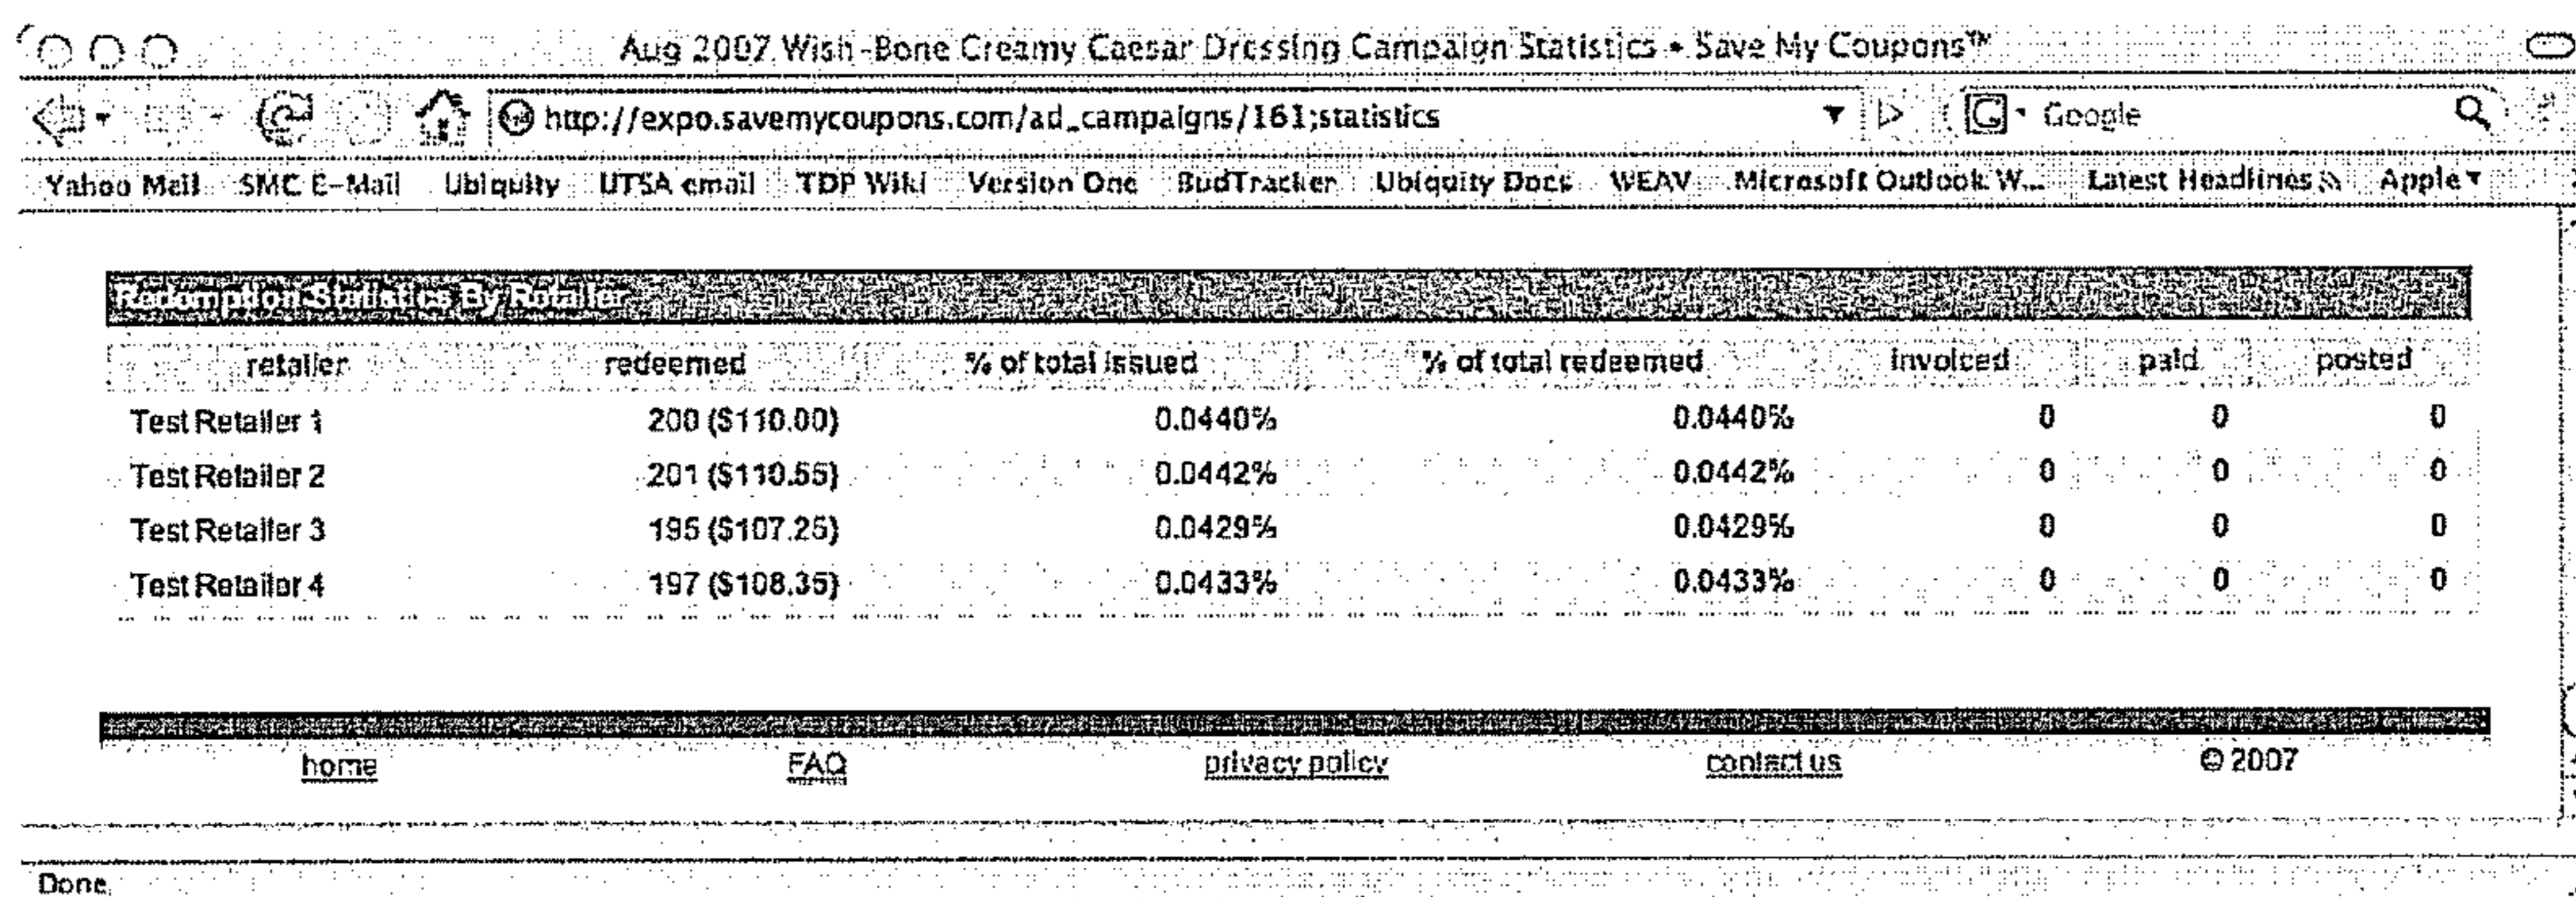 Aug 2007 Wish-Bone Creamy Caesar Dressing Campaign Statistics • Save My Coupons™
http://expo.savemycoupons.com/ad_campaigns/161;statistics Google
Yahoo Mail SMC E-Mail Ubiquity UTSA email TDP Wiki Version One BudTracker Ubiquity Docs WEAV Microsoft Outlook W... Latest Headlines Apple
Redemption Statistics By Retailer
retailer redeemed % of total issued % of total redeemed invoiced paid posted
Test Retailer 1 200 ($110.00) 0.0440% 0.0440% 0 0 0
Test Retailer 2 201 ($110.55) 0.0442% 0.0442% 0 0 0
Test Retailer 3 195 ($107.25) 0.0429% 0.0429% 0 0 0
Test Retailer 4 197 ($108.35) 0.0433% 0.0433% 0 0 0
home FAQ privacy policy contact us © 2007
Done